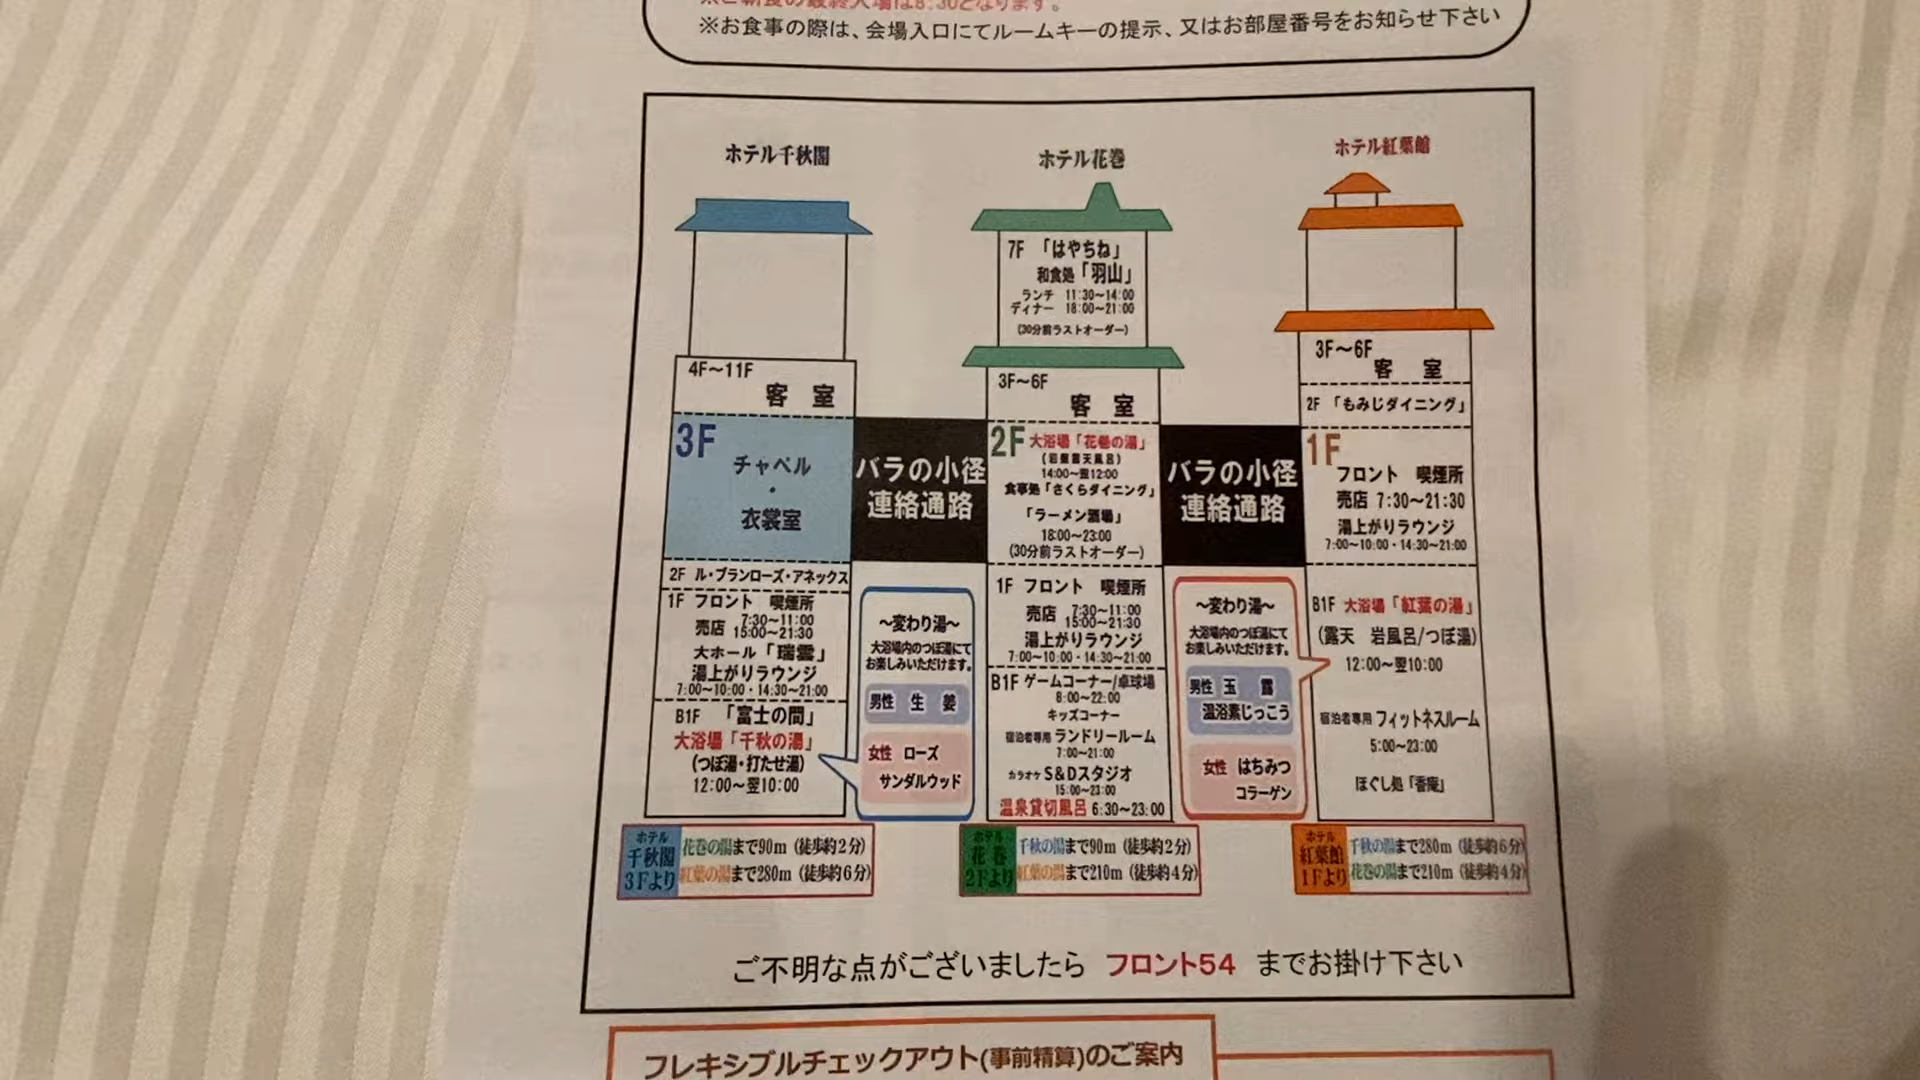 ※ご朝食の最終入場は8:30となります。
※お食事の際は、会場入口にてルームキーの提示、又はお部屋番号をお知らせ下さい
ホテル千秋閣
4F～11F
客 室
3F
チャペル
・
衣裳室
2F ル・ブランローズ・アネックス
1F フロント 喫煙所
売店 7:30～11:00
15:00～21:30
大ホール「瑞雲」
湯上がりラウンジ
7:00～10:00・14:30～21:00
B1F 「富士の間」
大浴場「千秋の湯」
(つぼ湯・打たせ湯)
12:00～翌10:00
バラの小径
連絡通路
～変わり湯～
大浴場内のつぼ湯にて
お楽しみいただけます。
男性 生 姜
女性 ローズ
サンダルウッド
ホテル花巻
7F 「はやちね」
和食処「羽山」
ランチ 11:30～14:00
ディナー 18:00～21:00
(30分前ラストオーダー)
3F～6F
客 室
2F 大浴場「花巻の湯」
(岩盤露天風呂)
14:00～翌12:00
食事処「さくらダイニング」
「ラーメン酒場」
18:00～23:00
(30分前ラストオーダー)
1F フロント 喫煙所
売店 7:30～11:00
15:00～21:30
湯上がりラウンジ
7:00～10:00・14:30～21:00
B1F ゲームコーナー/卓球場
8:00～22:00
キッズコーナー
宿泊者専用 ランドリールーム
7:00～21:00
カラオケ S&Dスタジオ
15:00～23:00
温泉貸切風呂 6:30～23:00
バラの小径
連絡通路
～変わり湯～
大浴場内のつぼ湯にて
お楽しみいただけます。
男性 玉 露
温浴素じっこう
女性 はちみつ
コラーゲン
ホテル紅葉館
3F～6F
客 室
2F 「もみじダイニング」
1F
フロント 喫煙所
売店 7:30～21:30
湯上がりラウンジ
7:00～10:00・14:30～21:00
B1F 大浴場「紅葉の湯」
(露天 岩風呂/つぼ湯)
12:00～翌10:00
宿泊者専用 フィットネスルーム
5:00～23:00
ほぐし処「香庵」
ホテル
千秋閣
3Fより
花巻の湯まで90m (徒歩約2分)
紅葉の湯まで280m (徒歩約6分)
ホテル
花巻
2Fより
千秋の湯まで90m (徒歩約2分)
紅葉の湯まで210m (徒歩約4分)
ホテル
紅葉館
1Fより
千秋の湯まで280m (徒歩約6分)
花巻の湯まで210m (徒歩約4分)
ご不明な点がございましたら フロント54 までお掛け下さい
フレキシブルチェックアウト(事前精算)のご案内